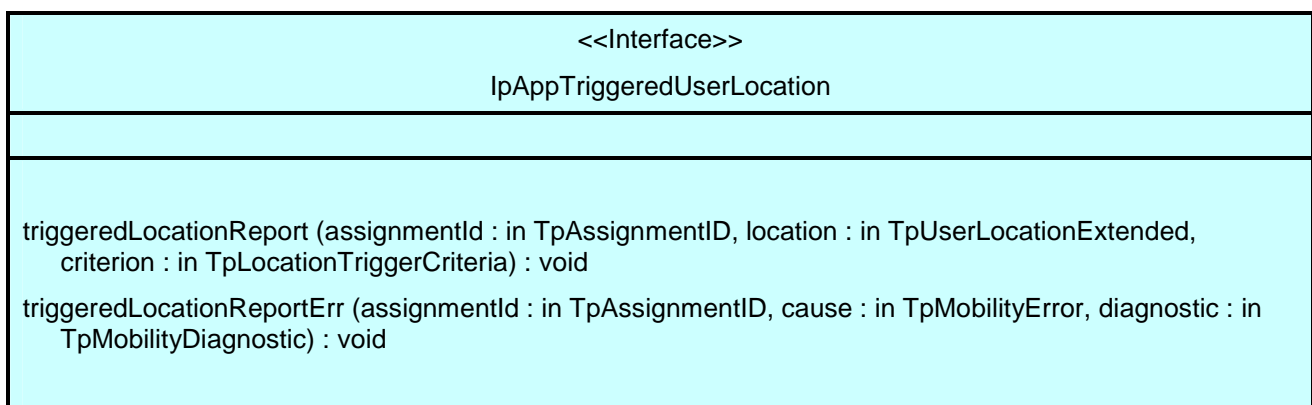 <<Interface>>
IpAppTriggeredUserLocation
triggeredLocationReport (assignmentId : in TpAssignmentID, location : in TpUserLocationExtended,
criterion : in TpLocationTriggerCriteria) : void
triggeredLocationReportErr (assignmentId : in TpAssignmentID, cause : in TpMobilityError, diagnostic : in
TpMobilityDiagnostic) : void